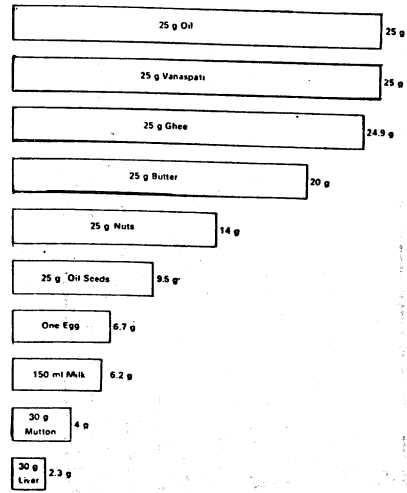 25 g Oil 25 g
25 g Vanaspati 25 g
25 g Ghee 24.9 g
25 g Butter 20 g
25 g Nuts 14 g
25 g Oil Seeds 9.5 g
One Egg 6.7 g
150 ml Milk 6.2 g
30 g
Mutton 4 g
30 g
Liver 2.3 g